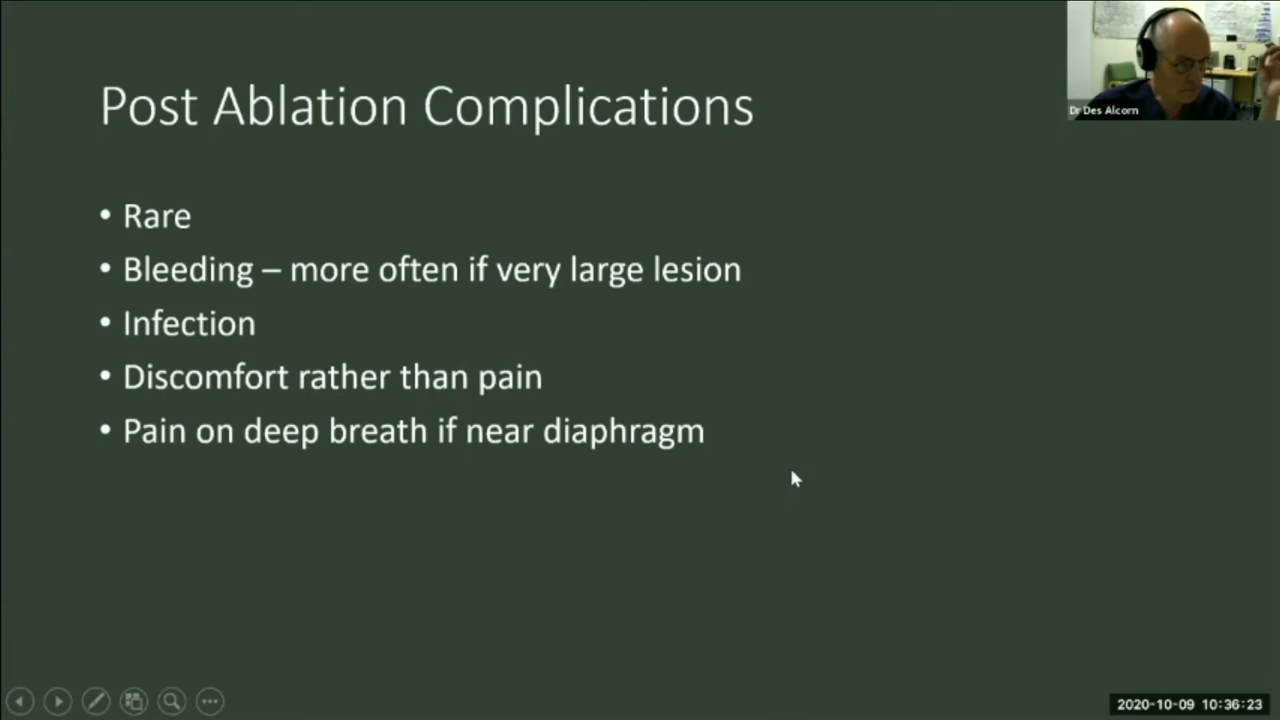 Post Ablation Complications
Dr Des Alcorn
• Rare
• Bleeding – more often if very large lesion
• Infection
• Discomfort rather than pain
• Pain on deep breath if near diaphragm
2020-10-09 10:36:23